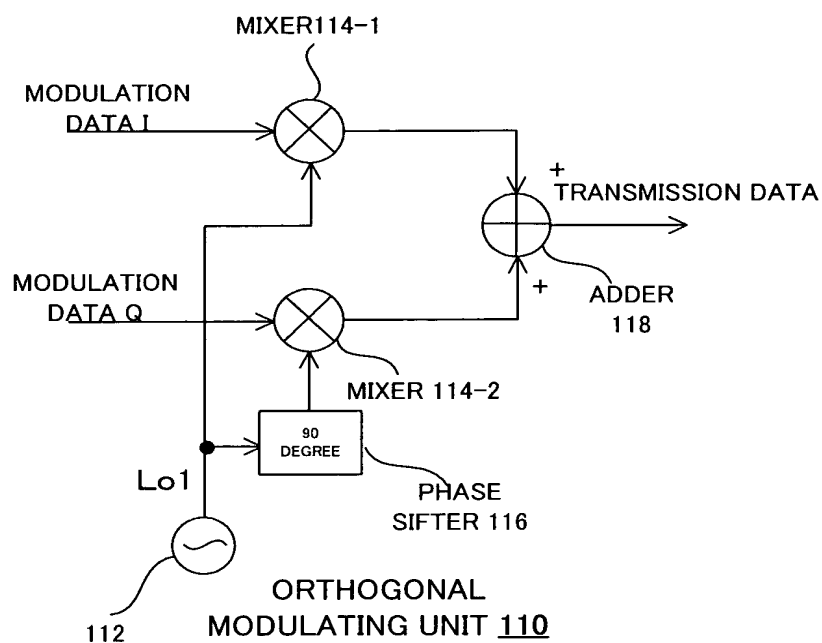 MIXER114-1
MODULATION
DATA I
+
TRANSMISSION DATA
MODULATION
DATA Q
+
ADDER
118
MIXER 114-2
90
DEGREE
Lo1
PHASE
SIFTER 116
112
ORTHOGONAL
MODULATING UNIT 110